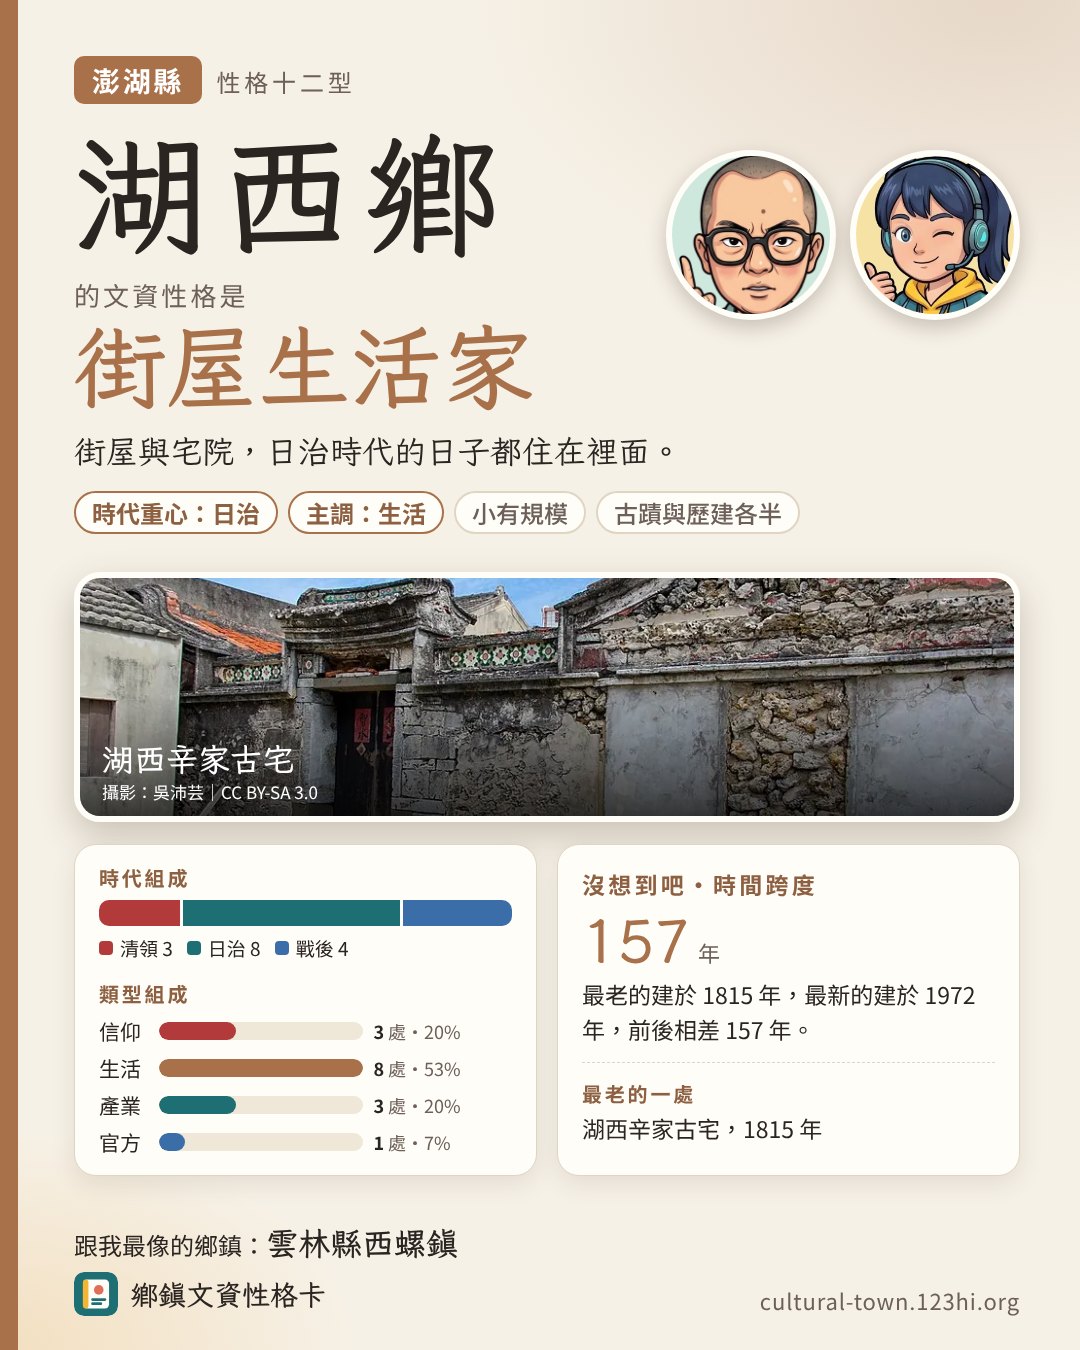 澎湖縣 性格十二型
湖西鄉
的文資性格是
街屋生活家
街屋與宅院，日治時代的日子都住在裡面。
時代重心：日治 主調：生活 小有規模 古蹟與歷建各半
湖西辛家古宅
攝影：吳沛芸｜CC BY-SA 3.0
時代組成
清領 3 日治 8 戰後 4
類型組成
信仰 3 處・20%
生活 8 處・53%
產業 3 處・20%
官方 1 處・7%
沒想到吧・時間跨度
157 年
最老的建於 1815 年，最新的建於 1972
年，前後相差 157 年。
最老的一處
湖西辛家古宅，1815 年
跟我最像的鄉鎮：雲林縣西螺鎮
鄉鎮文資性格卡
cultural-town.123hi.org